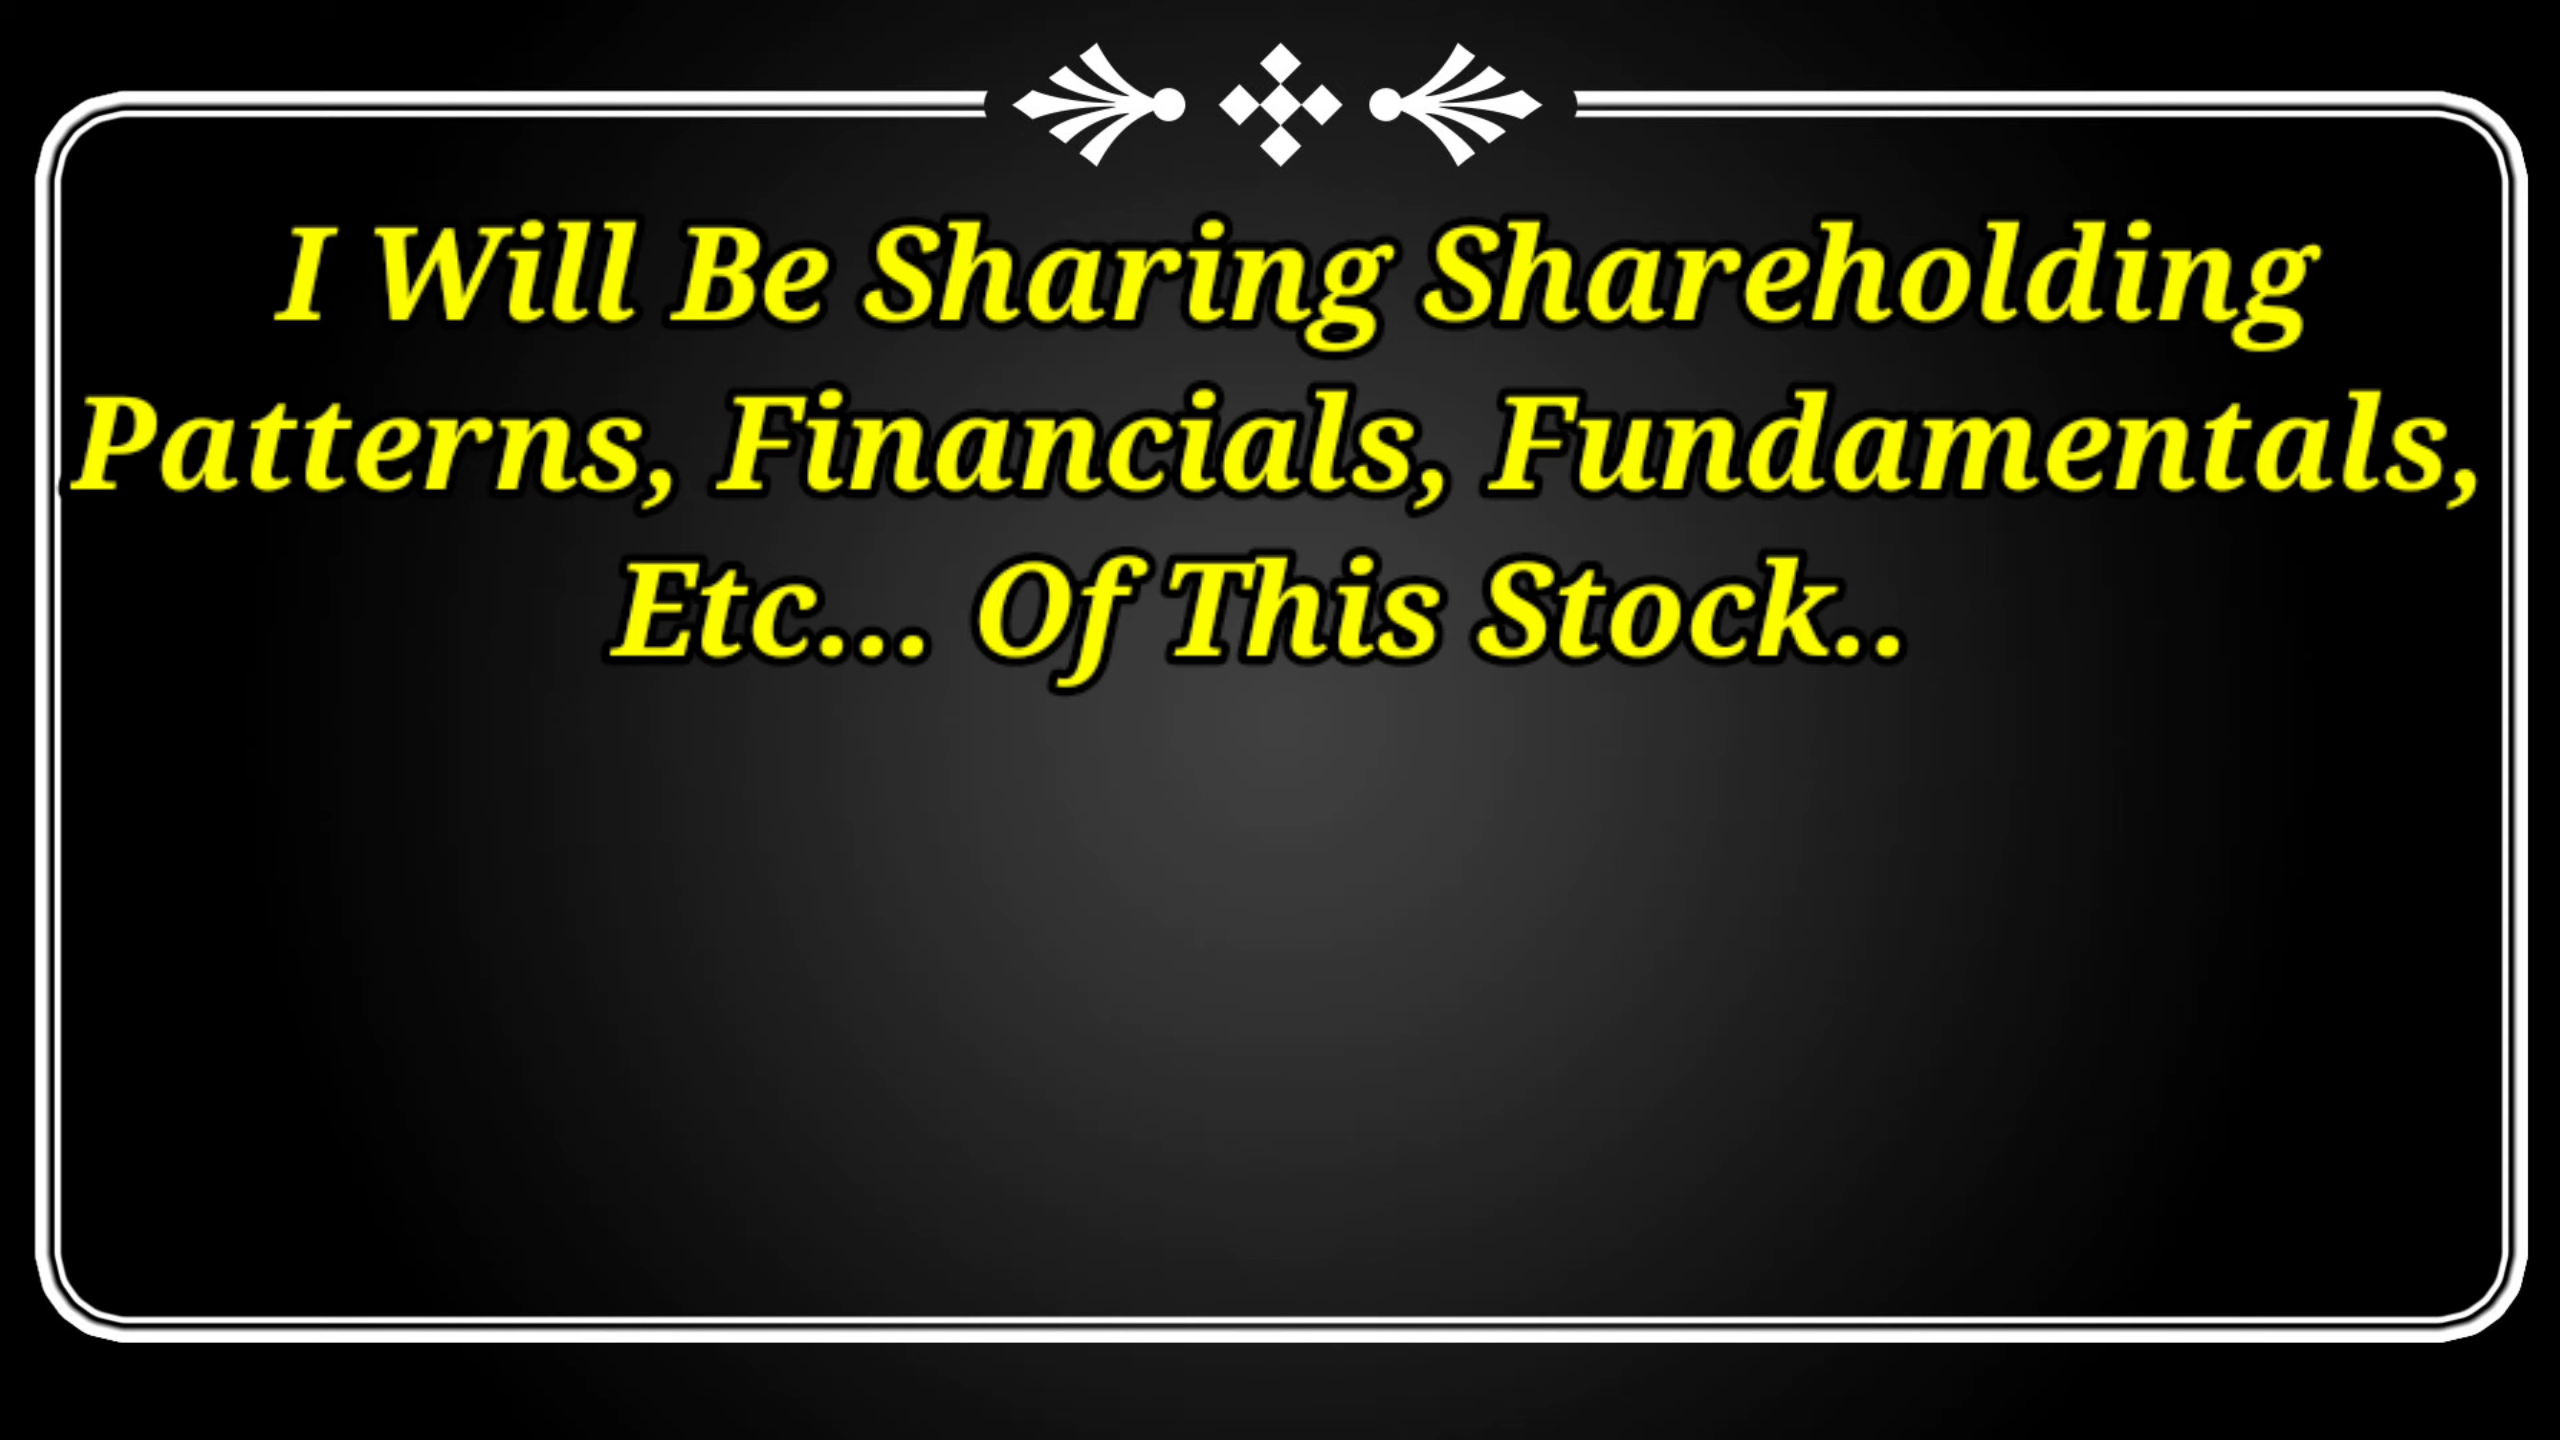 I Will Be Sharing Shareholding
Patterns, Financials, Fundamentals,
Etc... Of This Stock..